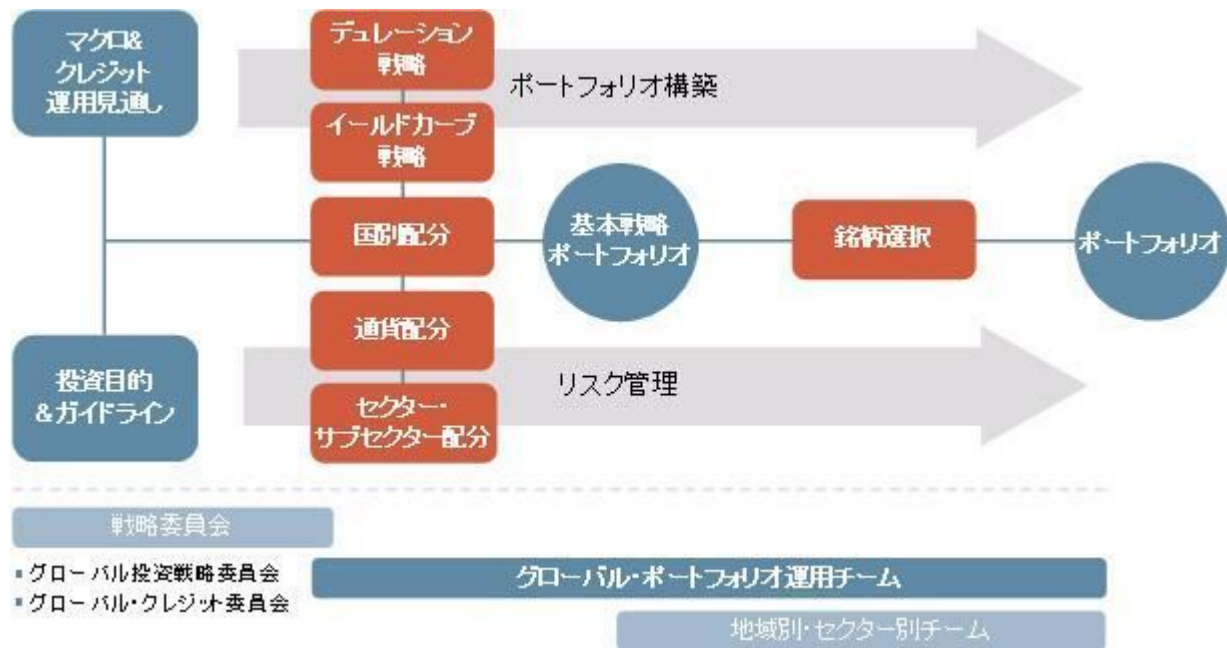 マクロ&
クレジット
運用見通し
デュレーション
戦略
ポートフォリオ構築
イールドカーブ
戦略
国別配分
基本戦略
ポートフォリオ
銘柄選択
ポートフォリオ
通貨配分
投資目的
&ガイドライン
リスク管理
セクター・
サブセクター配分
戦略委員会
▪グローバル投資戦略委員会
▪グローバル・クレジット委員会
グローバル・ポートフォリオ運用チーム
地域別・セクター別チーム